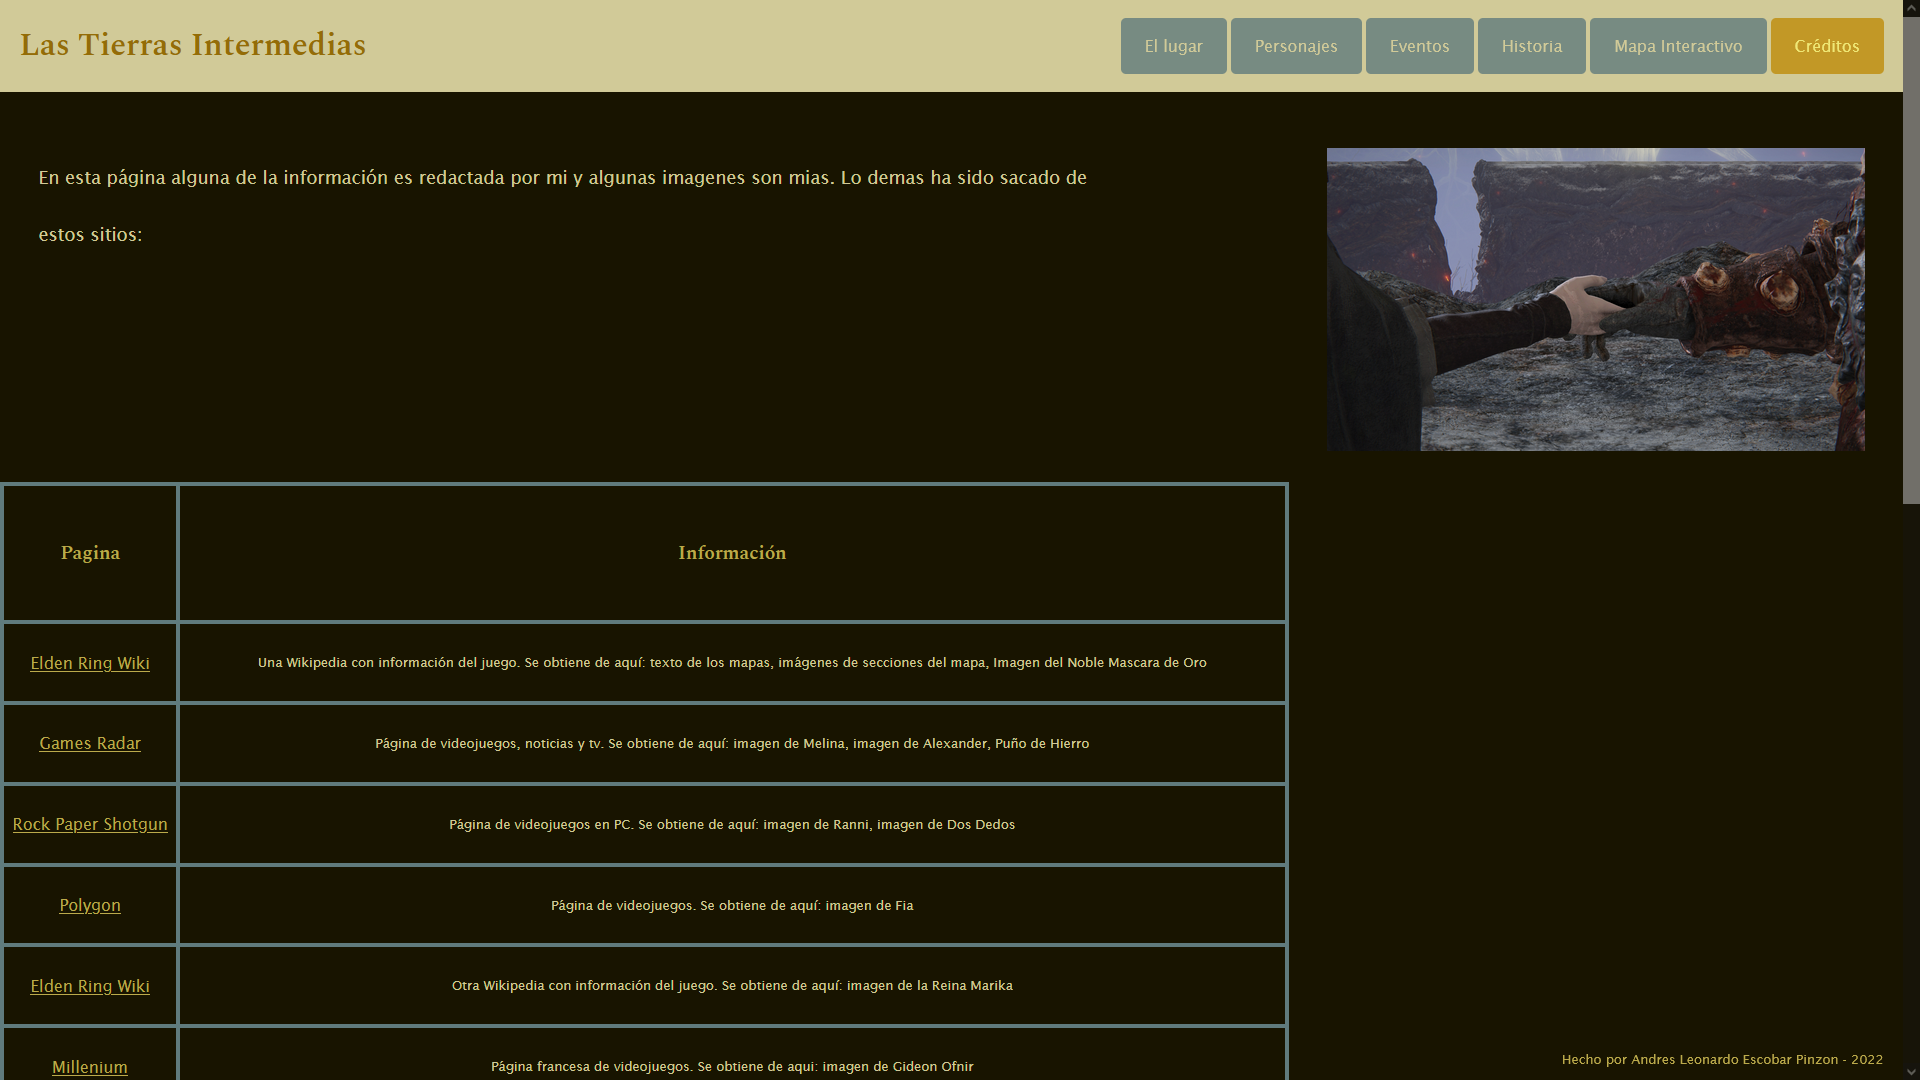 Las Tierras Intermedias
El lugar
Personajes
Eventos
Historia
Mapa Interactivo
Créditos
En esta página alguna de la información es redactada por mi y algunas imagenes son mias. Lo demas ha sido sacado de
estos sitios:
Pagina
Información
Elden Ring Wiki
Una Wikipedia con información del juego. Se obtiene de aquí: texto de los mapas, imágenes de secciones del mapa, Imagen del Noble Mascara de Oro
Games Radar
Página de videojuegos, noticias y tv. Se obtiene de aquí: imagen de Melina, imagen de Alexander, Puño de Hierro
Rock Paper Shotgun
Página de videojuegos en PC. Se obtiene de aquí: imagen de Ranni, imagen de Dos Dedos
Polygon
Página de videojuegos. Se obtiene de aquí: imagen de Fia
Elden Ring Wiki
Otra Wikipedia con información del juego. Se obtiene de aquí: imagen de la Reina Marika
Millenium
Página francesa de videojuegos. Se obtiene de aqui: imagen de Gideon Ofnir
Hecho por Andres Leonardo Escobar Pinzon - 2022